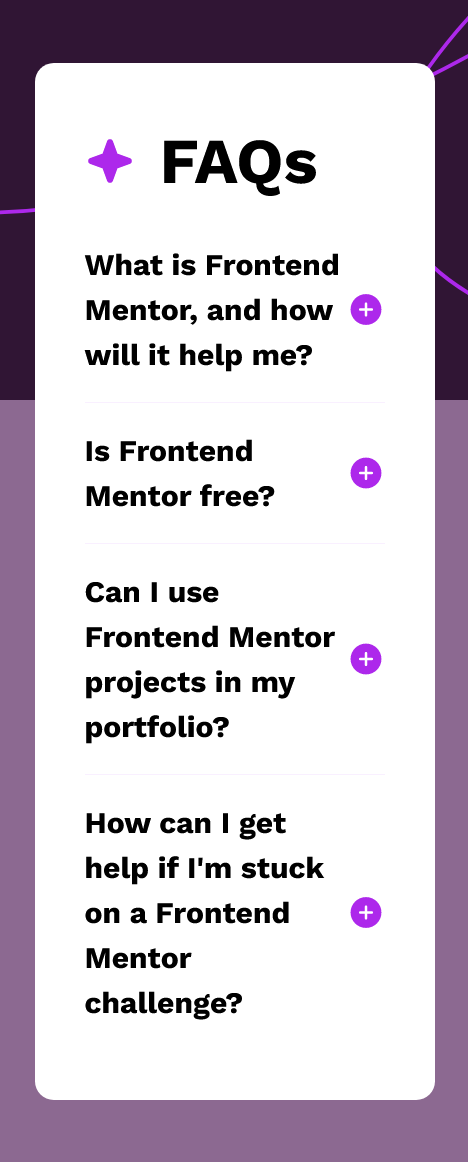 FAQs
What is Frontend
Mentor, and how
will it help me?
Is Frontend
Mentor free?
Can I use
Frontend Mentor
projects in my
portfolio?
How can I get
help if I'm stuck
on a Frontend
Mentor
challenge?